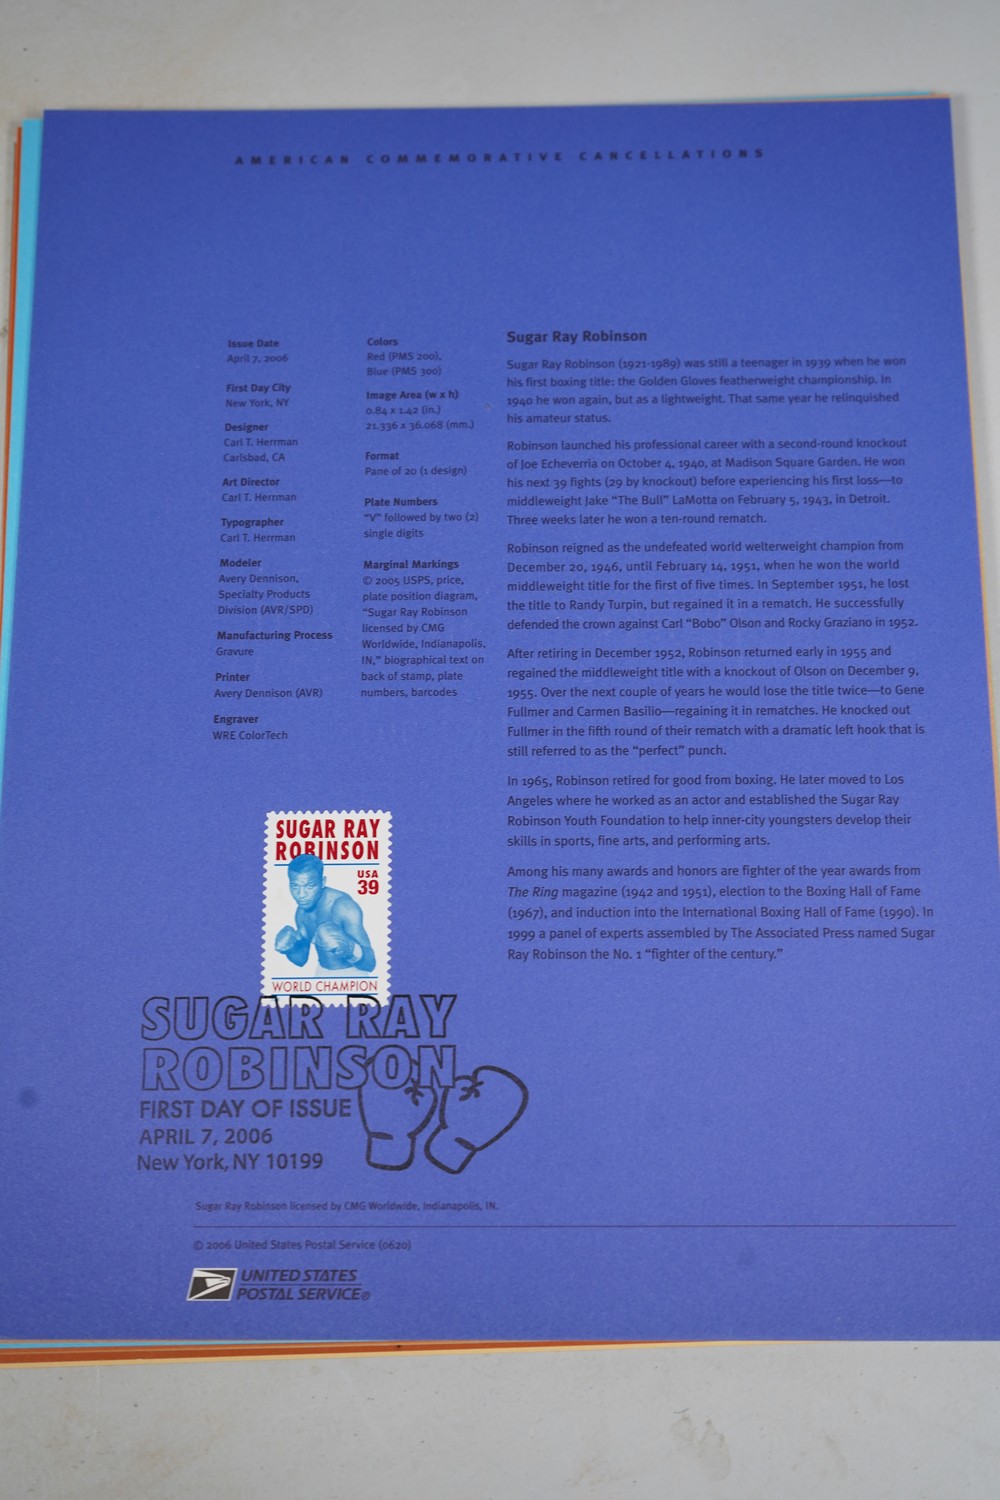 AMERICAN COMMEMORATIVE CANCELLATIONS
Issue Date
April 7, 2006
First Day City
New York, NY
Designer
Carl T. Herrman
Carlsbad, CA
Art Director
Carl T. Herrman
Typographer
Carl T. Herrman
Modeler
Avery Dennison,
Specialty Products
Division (AVR/SPD)
Manufacturing Process
Gravure
Printer
Avery Dennison (AVR)
Engraver
WRE ColorTech
Colors
Red (PMS 200),
Blue (PMS 300)
Image Area (w x h)
0.84 x 1.42 (in.)
21.336 x 36.068 (mm.)
Format
Pane of 20 (1 design)
Plate Numbers
“V” followed by two (2)
single digits
Marginal Markings
© 2005 USPS, price,
plate position diagram,
“Sugar Ray Robinson
licensed by CMG
Worldwide, Indianapolis,
IN,” biographical text on
back of stamp, plate
numbers, barcodes
Sugar Ray Robinson
Sugar Ray Robinson (1921-1989) was still a teenager in 1939 when he won
his first boxing title: the Golden Gloves featherweight championship. In
1940 he won again, but as a lightweight. That same year he relinquished
his amateur status.
Robinson launched his professional career with a second-round knockout
of Joe Echeverria on October 4, 1940, at Madison Square Garden. He won
his next 39 fights (29 by knockout) before experiencing his first loss—to
middleweight Jake “The Bull” LaMotta on February 5, 1943, in Detroit.
Three weeks later he won a ten-round rematch.
Robinson reigned as the undefeated world welterweight champion from
December 20, 1946, until February 14, 1951, when he won the world
middleweight title for the first of five times. In September 1951, he lost
the title to Randy Turpin, but regained it in a rematch. He successfully
defended the crown against Carl “Bobo” Olson and Rocky Graziano in 1952.
After retiring in December 1952, Robinson returned early in 1955 and
regained the middleweight title with a knockout of Olson on December 9,
1955. Over the next couple of years he would lose the title twice—to Gene
Fullmer and Carmen Basilio—regaining it in rematches. He knocked out
Fullmer in the fifth round of their rematch with a dramatic left hook that is
still referred to as the “perfect” punch.
In 1965, Robinson retired for good from boxing. He later moved to Los
Angeles where he worked as an actor and established the Sugar Ray
Robinson Youth Foundation to help inner-city youngsters develop their
skills in sports, fine arts, and performing arts.
Among his many awards and honors are fighter of the year awards from
The Ring magazine (1942 and 1951), election to the Boxing Hall of Fame
(1967), and induction into the International Boxing Hall of Fame (1990). In
1999 a panel of experts assembled by The Associated Press named Sugar
Ray Robinson the No. 1 “fighter of the century.”
SUGAR RAY
ROBINSON
USA
39
WORLD CHAMPION
SUGAR RAY
ROBINSON
FIRST DAY OF ISSUE
APRIL 7, 2006
New York, NY 10199
Sugar Ray Robinson licensed by CMG Worldwide, Indianapolis, IN.
© 2006 United States Postal Service (0620)
UNITED STATES
POSTAL SERVICE®